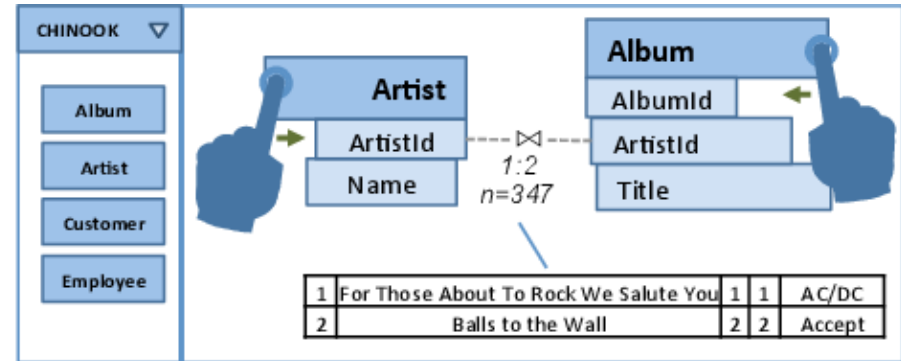 CHINOOK
Album
Artist
Customer
Employee
Artist
ArtistId
Name
1:2
n=347
Album
AlbumId
ArtistId
Title
1 For Those About To Rock We Salute You 1 1 AC/DC
2 Balls to the Wall 2 2 Accept